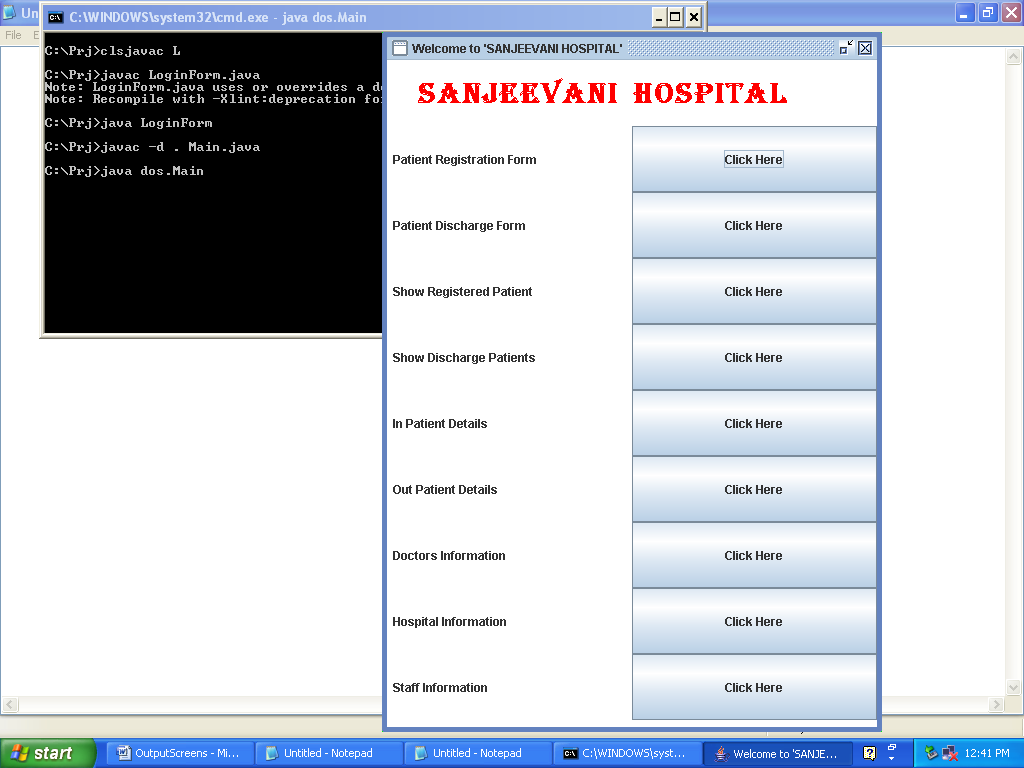 Un
C:\WINDOWS\system32\cmd.exe - java dos.Main
File E
C:\Prj>clsjavac L
C:\Prj>javac LoginForm.java
Note: LoginForm.java uses or overrides a d
Note: Recompile with -Xlint:deprecation fo
C:\Prj>java LoginForm
C:\Prj>javac -d . Main.java
C:\Prj>java dos.Main
Welcome to 'SANJEEVANI HOSPITAL'
SANJEEVANI HOSPITAL
Patient Registration Form Click Here
Patient Discharge Form Click Here
Show Registered Patient Click Here
Show Discharge Patients Click Here
In Patient Details Click Here
Out Patient Details Click Here
Doctors Information Click Here
Hospital Information Click Here
Staff Information Click Here
start OutputScreens - Mi... Untitled - Notepad Untitled - Notepad C:\WINDOWS\syst... Welcome to 'SANJE... 12:41 PM